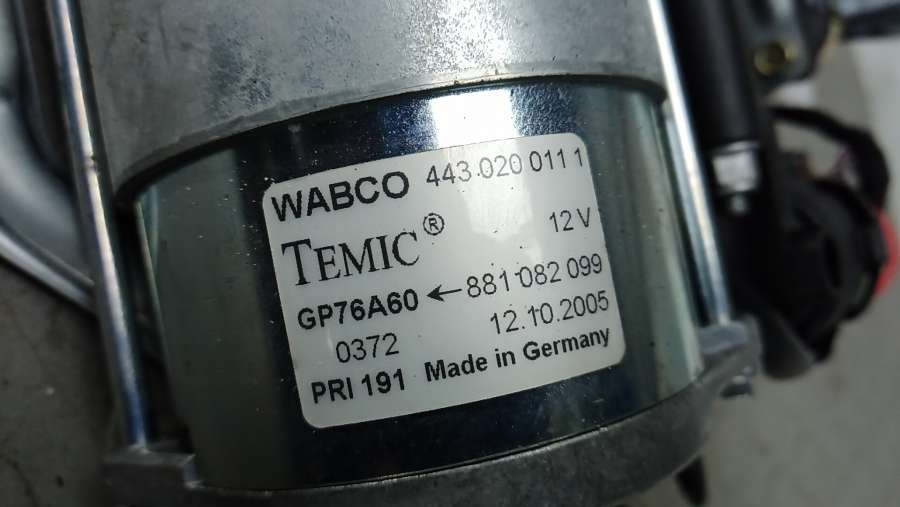 WABCO 443.020 011 1
TEMIC® 12 V
GP76A60 ← 881 082 099
0372 12.10.2005
PRI 191 Made in Germany